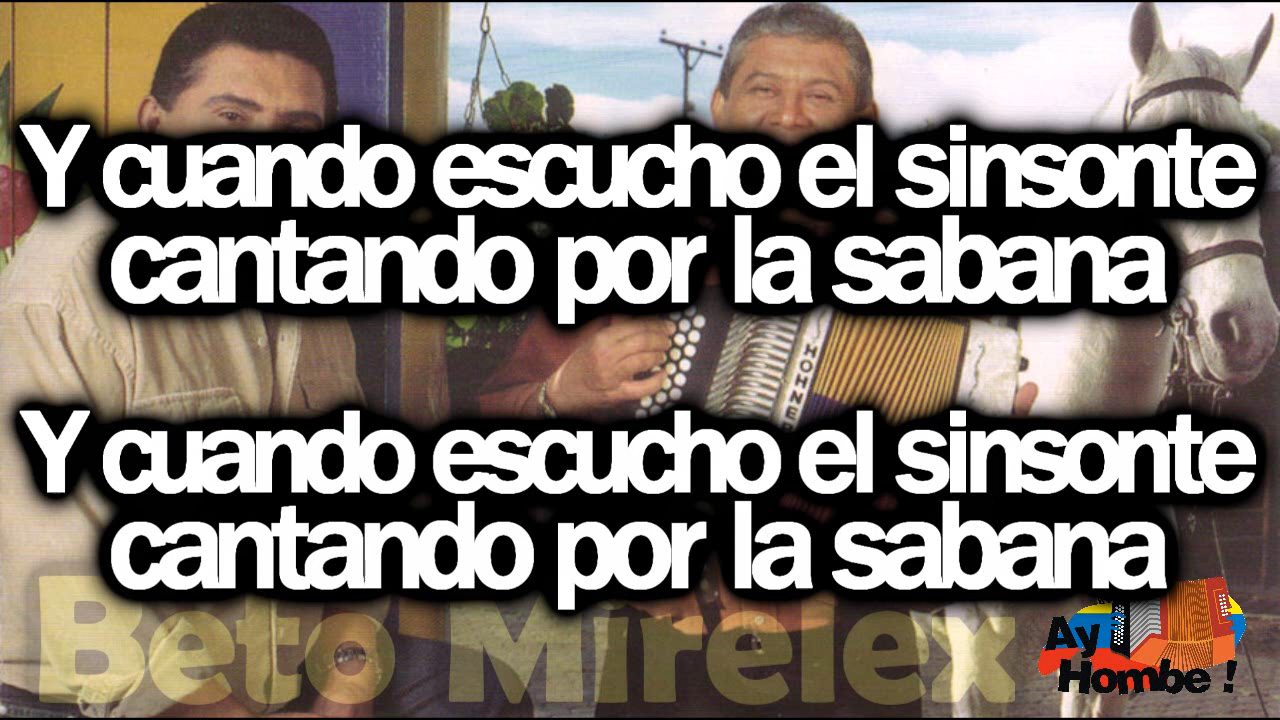 Y cuando escucho el sinsonte
cantando por la sabana
HOHNE
Y cuando escucho el sinsonte
cantando por la sabana
Beto Mirelex
Ay
Hombe !